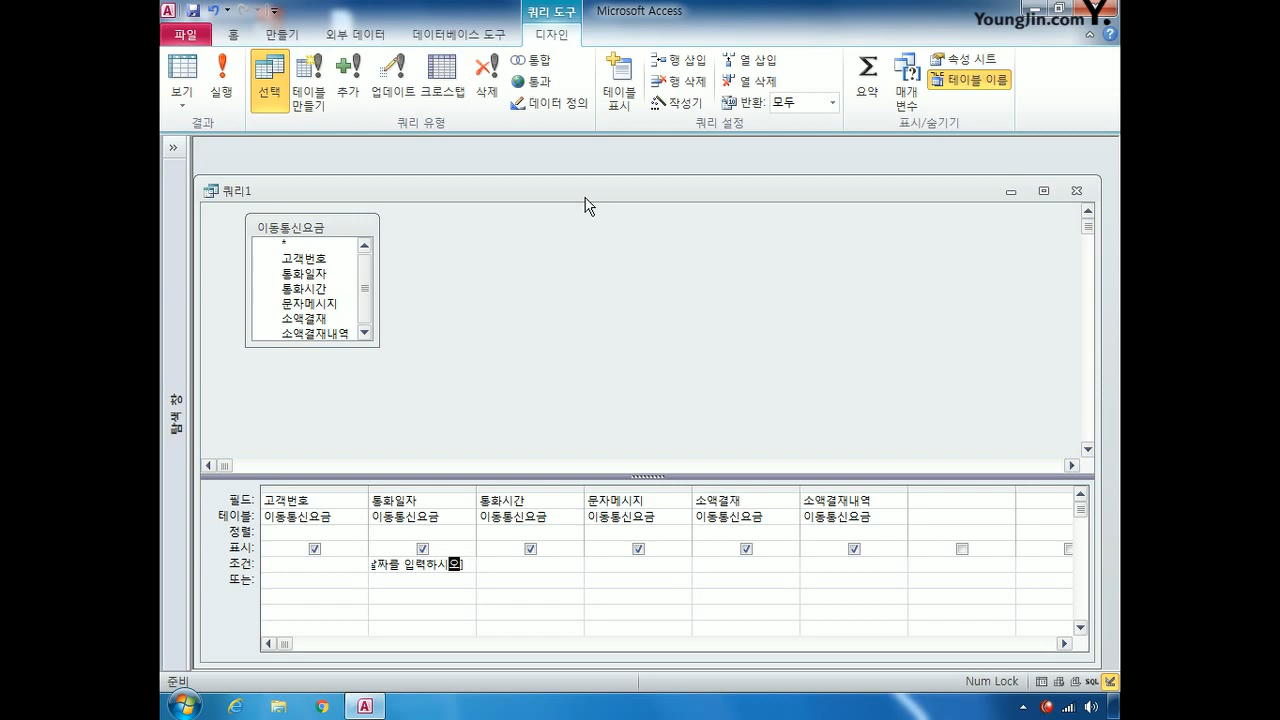 쿼리 도구
Microsoft Access
YoungJin.com Y.
파일
홈
만들기
외부 데이터
데이터베이스 도구
디자인
보기
실행
결과
선택
테이블
만들기
추가
업데이트
크로스탭
삭제
통합
통과
데이터 정의
쿼리 유형
테이블
표시
행 삽입
행 삭제
작성기
열 삽입
열 삭제
반환: 모두
쿼리 설정
요약
매개
변수
속성 시트
테이블 이름
표시/숨기기
탐색 창
쿼리1
이동통신요금
*
고객번호
통화일자
통화시간
문자메시지
소액결재
소액결재내역
필드: 고객번호 통화일자 통화시간 문자메시지 소액결재 소액결재내역
테이블: 이동통신요금 이동통신요금 이동통신요금 이동통신요금 이동통신요금 이동통신요금
정렬:
표시:
조건: 날짜를 입력하시오]
또는:
준비
Num Lock
SQL